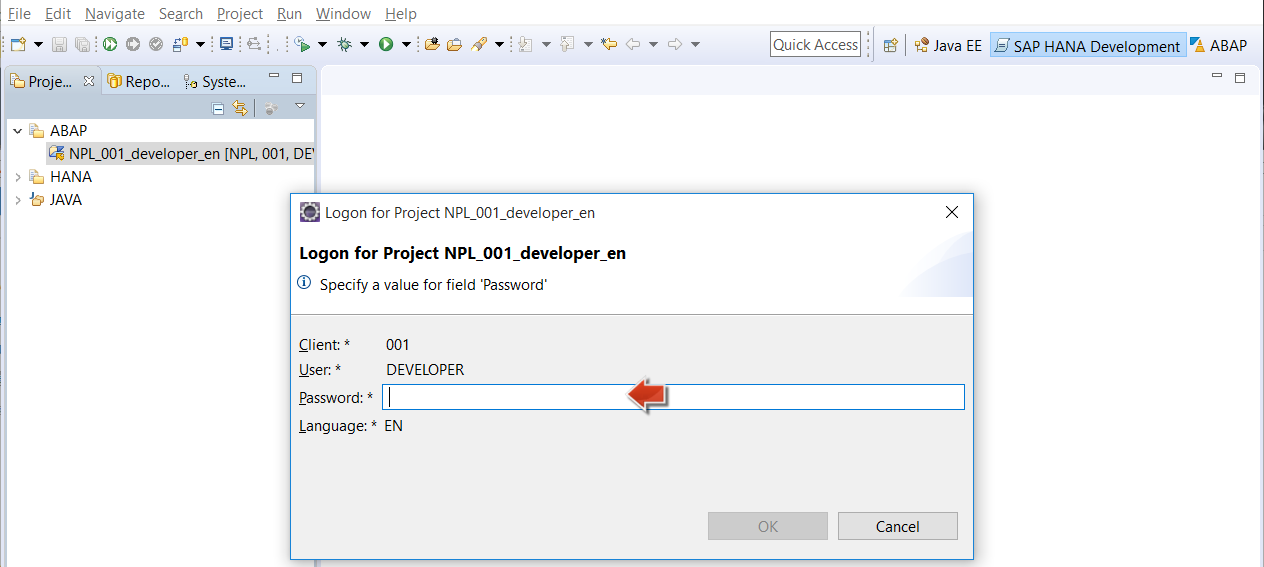 File Edit Navigate Search Project Run Window Help
Quick Access Java EE SAP HANA Development ABAP
Proje... Repo... Syste...
ABAP
NPL_001_developer_en [NPL, 001, DEV
HANA
JAVA
Logon for Project NPL_001_developer_en
Logon for Project NPL_001_developer_en
Specify a value for field 'Password'
Client: * 001
User: * DEVELOPER
Password: *
Language: * EN
OK Cancel